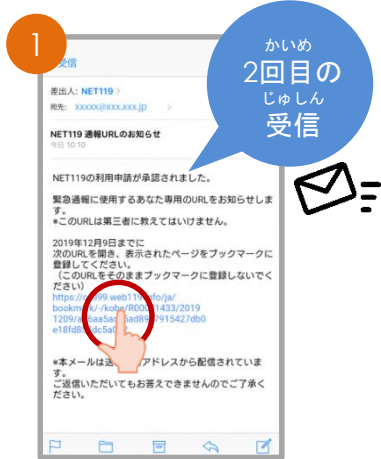 1
受信
かいめ
2回目の
じゅしん
受信
差出人: NET119
宛先: xxxxx@xxx.xxx.jp
NET119 通報URLのお知らせ
今日 10:10
NET119の利用申請が承認されました。
緊急通報に使用するあなた専用のURLをお知らせしま
す。
*このURLは第三者に教えてはいけません。
2019年12月9日までに
次のURLを開き、表示されたページをブックマークに
登録してください。
（このURLをそのままブックマークに登録しないでく
ださい）
bookm
/-/kobe/R000
1433/2019
1209/a
7915427db0
e18fd8
*本メールは送
アドレスから配信されていま
す。
ご返信いただいてもお答えできませんのでご了承く
ださい。